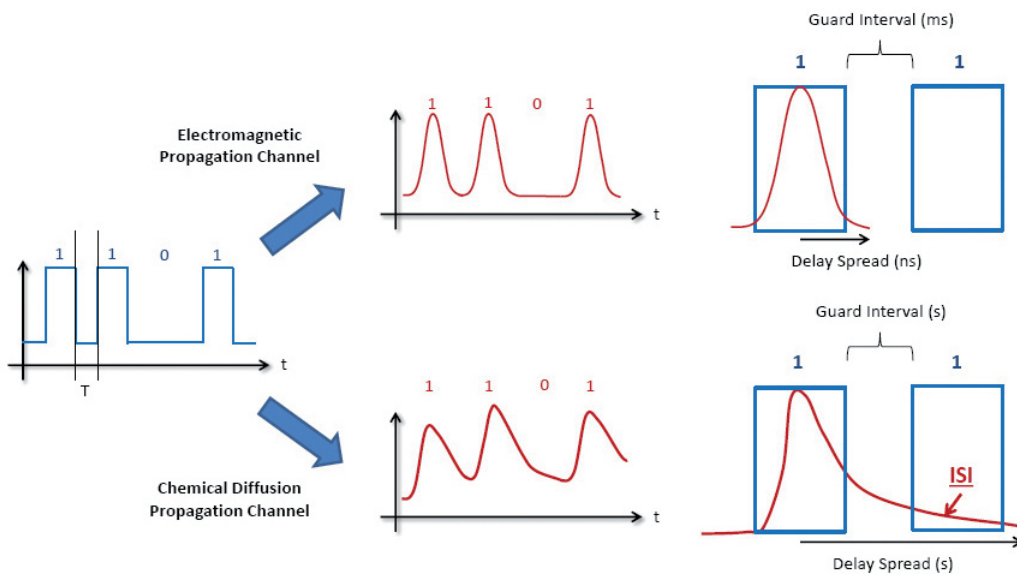 Guard Interval (ms)
1 1
1 1 0 1
Electromagnetic
Propagation Channel
t
Delay Spread (ns)
1 1 0 1
t
T
Guard Interval (s)
1 1
1 1 0 1
ISI
Chemical Diffusion
Propagation Channel
t
Delay Spread (s)